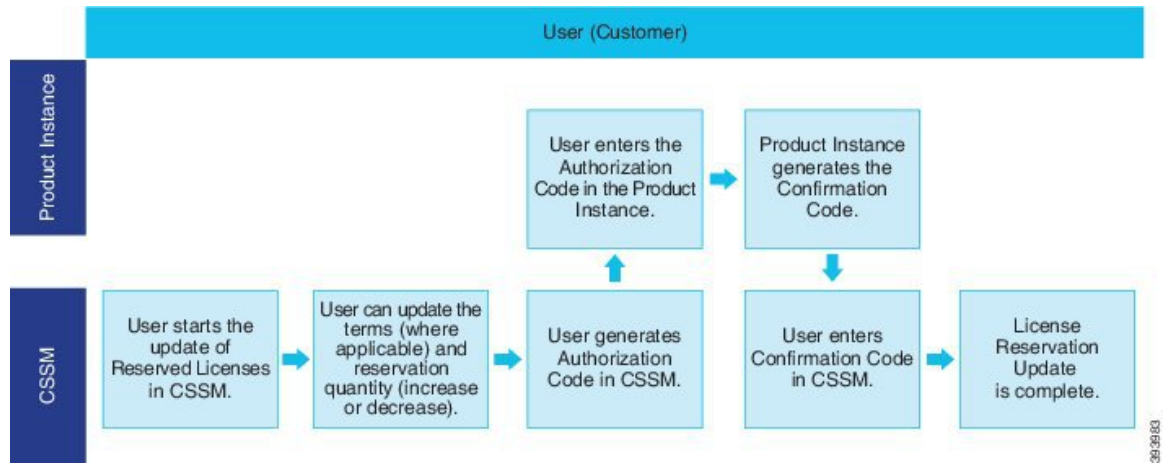 User (Customer)
Product Instance
User enters the
Authorization
Code in the Product
Instance.
Product Instance
generates the
Confirmation
Code.
CSSM
User starts the
update of
Reserved Licenses
in CSSM.
User can update the
terms (where
applicable) and
reservation
quantity (increase
or decrease).
User generates
Authorization
Code in CSSM.
User enters
Confirmation Code
in CSSM.
License
Reservation
Update
is complete.
393983